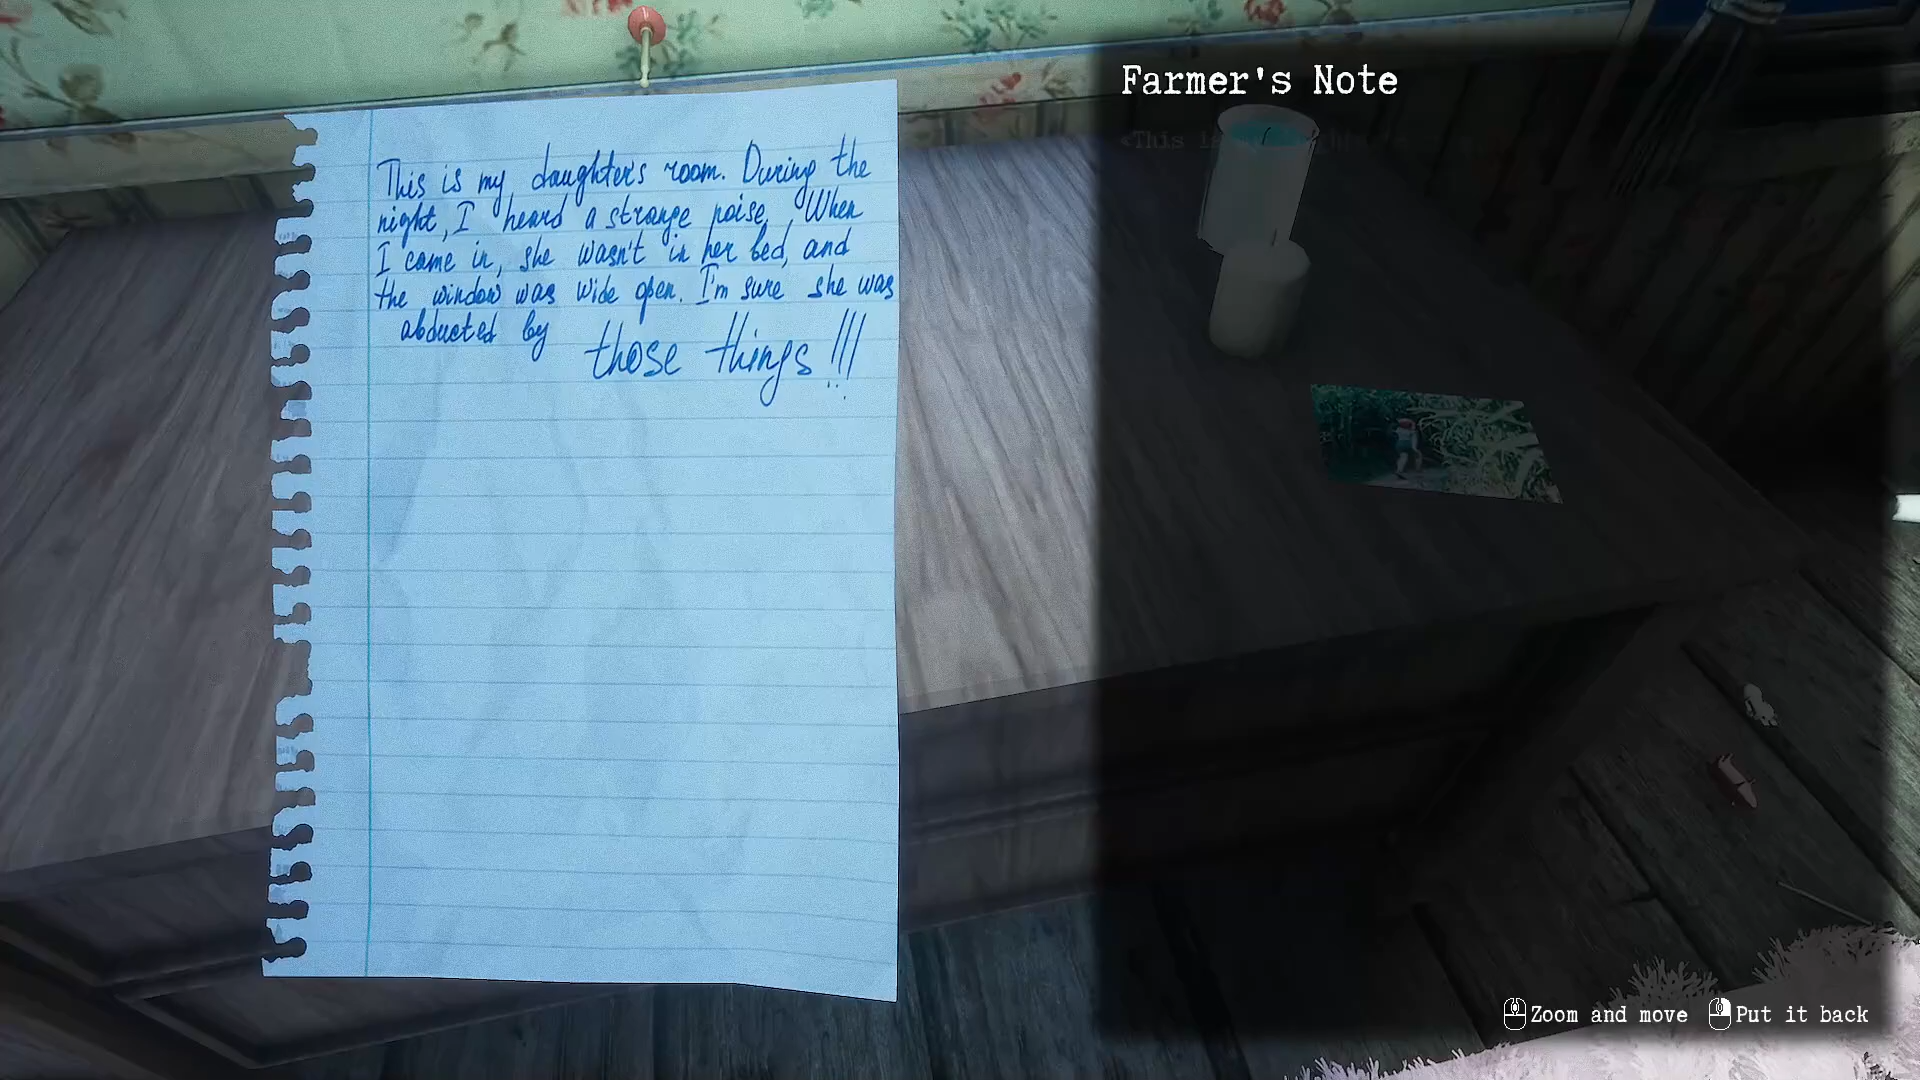 This is my daughter's room. During the
night, I heard a strange noise. When
I came in, she wasn't in her bed, and
the window was wide open. I'm sure she was
abducted by
those things!!!
Farmer's Note
«This is
Zoom and move
Put it back